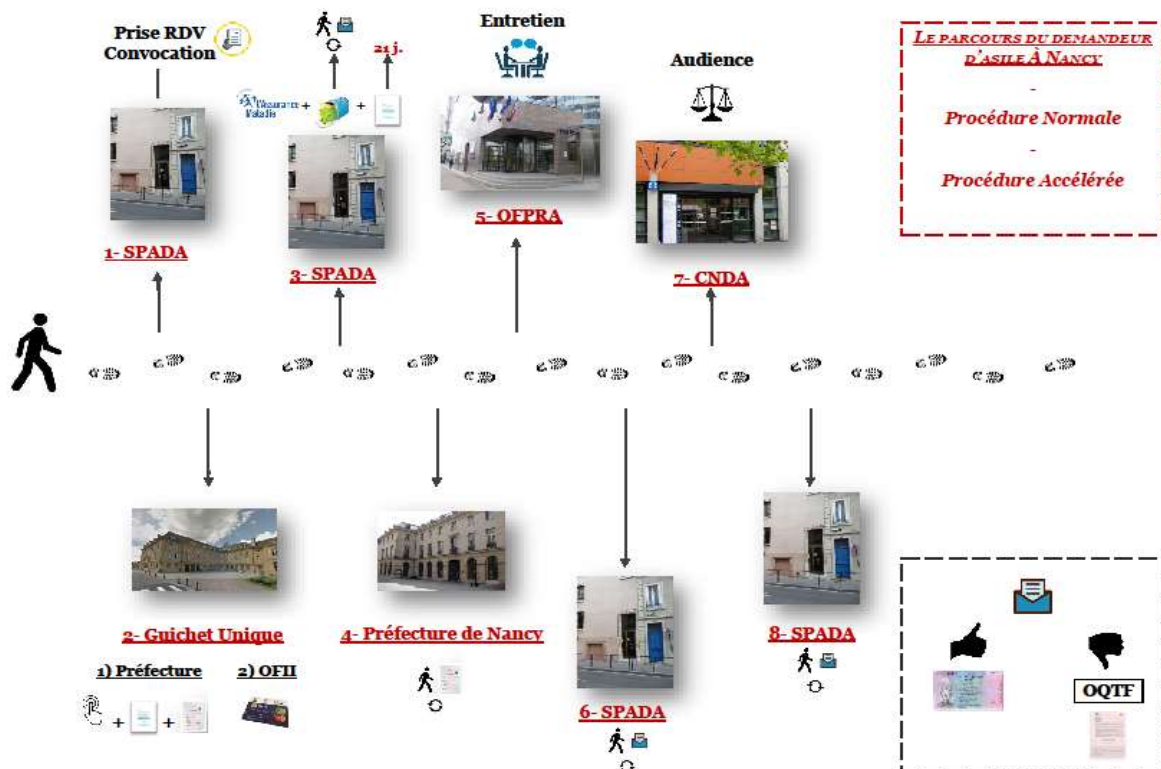 Prise RDV
Convocation
1- SPADA
21 j.
l'Assurance
Maladie
+
+
3- SPADA
Entretien
5- OFPRA
Audience
7- CNDA
LE PARCOURS DU DEMANDEUR
D'ASILE À NANCY
-
Procédure Normale
-
Procédure Accélérée
2- Guichet Unique
1) Préfecture
2) OFII
+
+
4- Préfecture de Nancy
6- SPADA
8- SPADA
OQTF